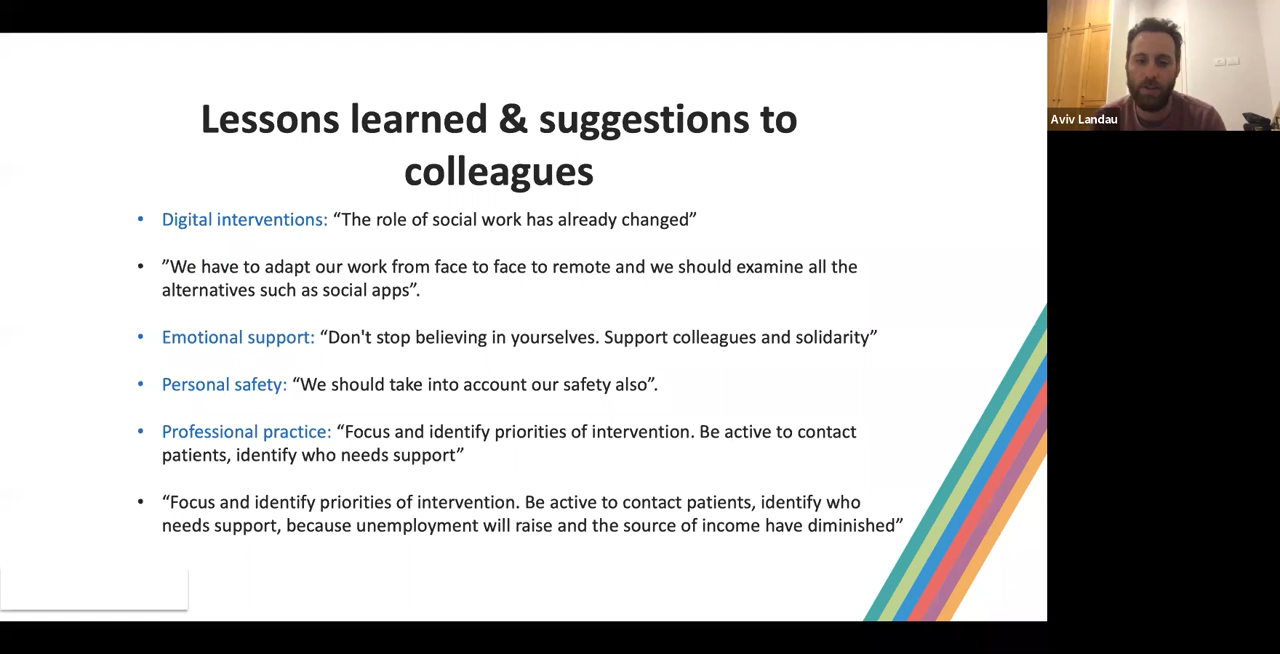 Lessons learned & suggestions to
colleagues
• Digital interventions: “The role of social work has already changed”
• ”We have to adapt our work from face to face to remote and we should examine all the
alternatives such as social apps”.
• Emotional support: “Don't stop believing in yourselves. Support colleagues and solidarity”
• Personal safety: “We should take into account our safety also”.
• Professional practice: “Focus and identify priorities of intervention. Be active to contact
patients, identify who needs support”
• “Focus and identify priorities of intervention. Be active to contact patients, identify who
needs support, because unemployment will raise and the source of income have diminished”
Aviv Landau